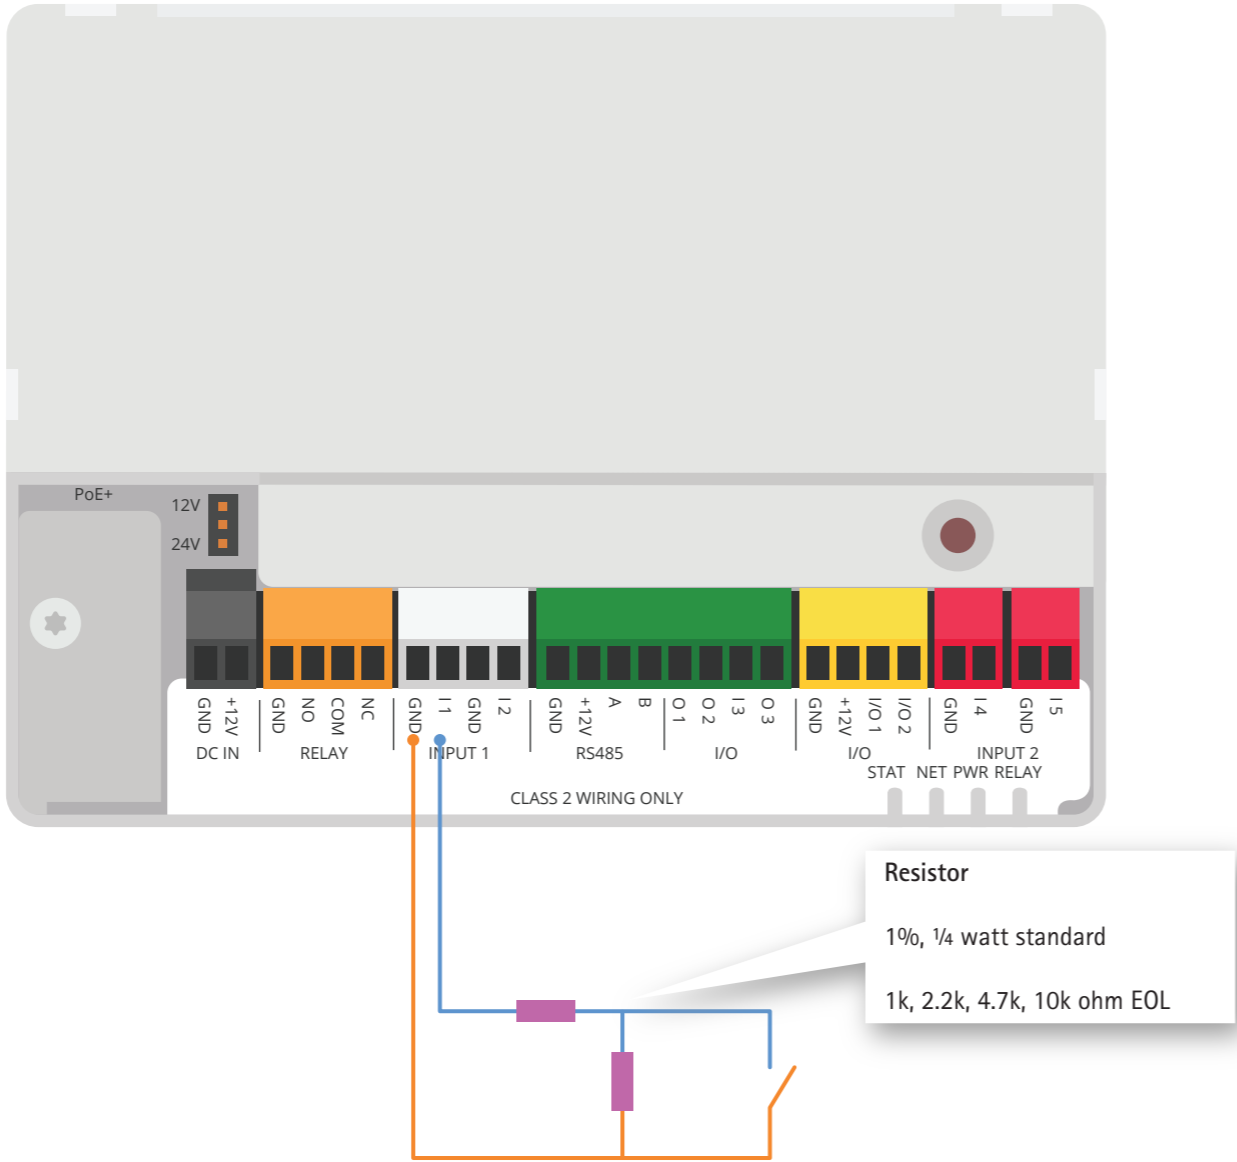 PoE+
12V
24V
GND
+12V
GND
NO
COM
NC
GND
I 1
GND
I 2
GND
+12V
A
B
O 1
O 2
I 3
O 3
GND
+12V
I/O 1
I/O 2
GND
I 4
GND
I 5
DC IN
RELAY
INPUT 1
RS485
I/O
I/O
INPUT 2
STAT NET PWR RELAY
CLASS 2 WIRING ONLY
Resistor
1%, ¼ watt standard
1k, 2.2k, 4.7k, 10k ohm EOL